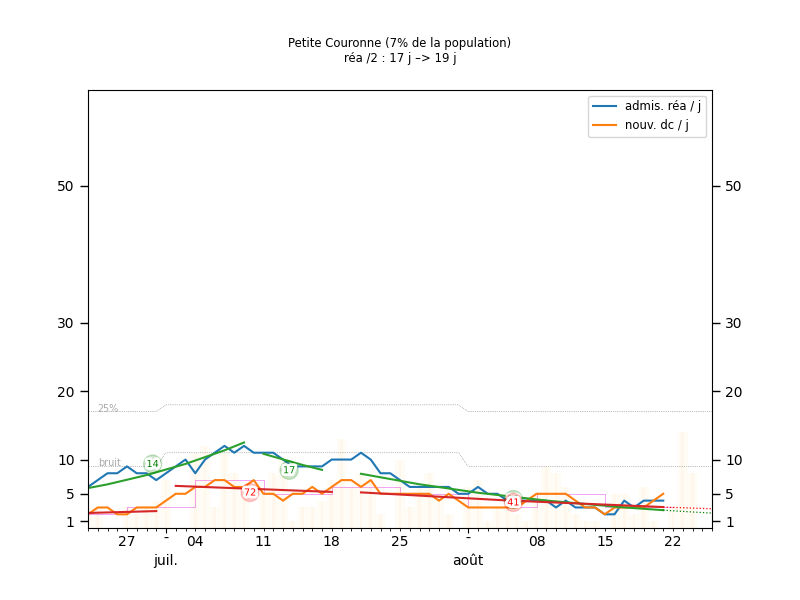 Petite Couronne (7% de la population)
réa /2 : 17 j –> 19 j
admis. réa / j
nouv. dc / j
50 50
30 30
20 20
25%
10 bruit 14 17 10
5 72 41 5
1 1
27 - 04 11 18 25 - 08 15 22
juil. août